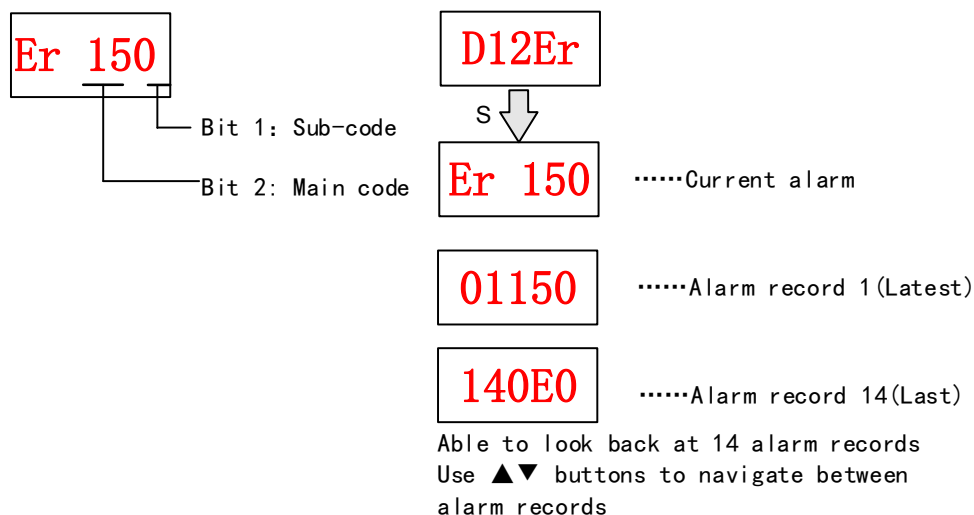 Er 150
Bit 1: Sub-code
Bit 2: Main code
D12Er
S
Er 150
······Current alarm
01150
······Alarm record 1(Latest)
140E0
······Alarm record 14(Last)
Able to look back at 14 alarm records
Use ▲▼ buttons to navigate between
alarm records